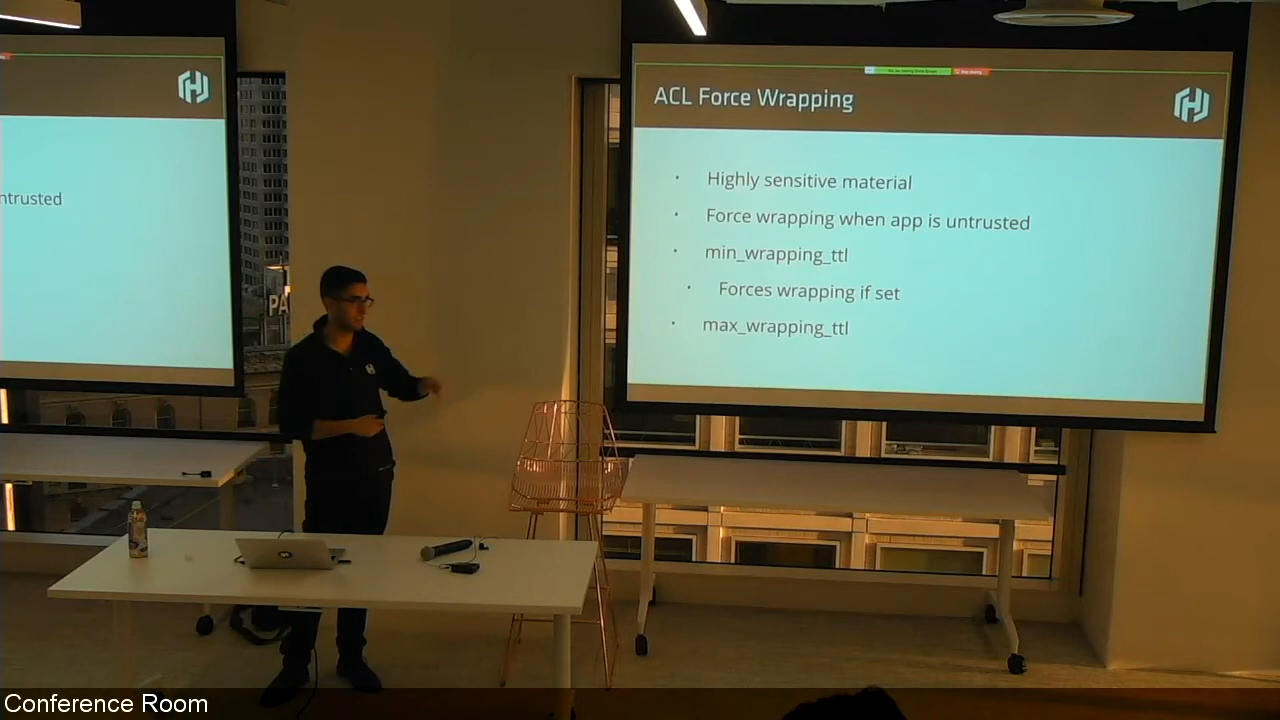 ntrusted
PA
ACL Force Wrapping
Highly sensitive material
Force wrapping when app is untrusted
min_wrapping_ttl
Forces wrapping if set
max_wrapping_ttl
Conference Room